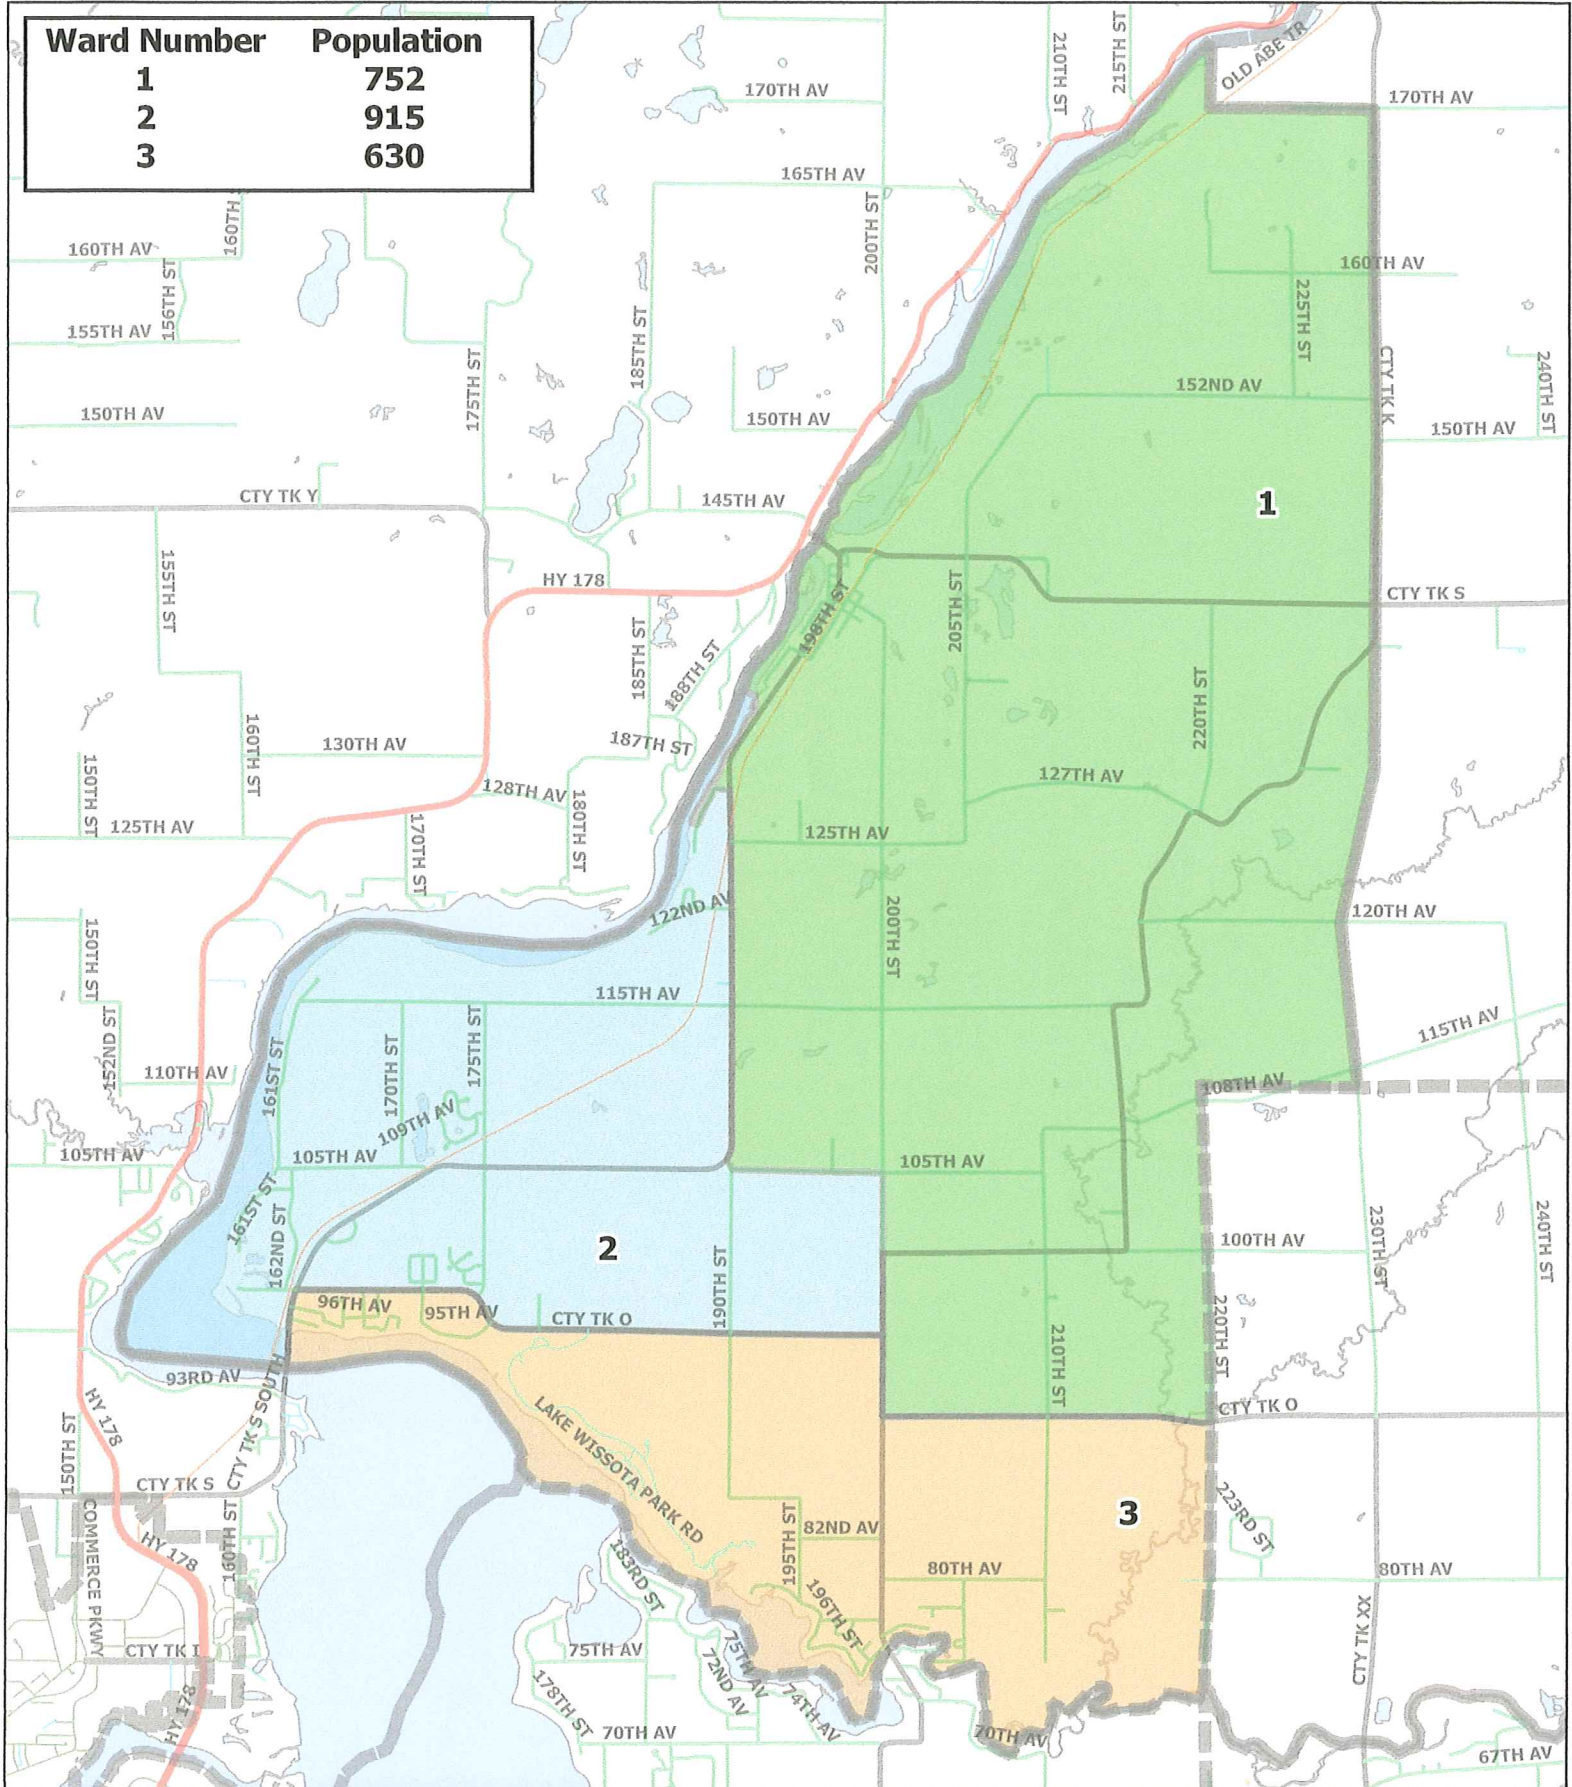 Ward Number Population
1 752
2 915
3 630
OLD ABE TR
215TH ST
210TH ST
170TH AV
170TH AV
165TH AV
200TH ST
160TH
160TH AV
156TH ST
155TH AV
160TH AV
225TH ST
185TH ST
175TH ST
CTY TK K
240TH ST
152ND AV
150TH AV
150TH AV
150TH AV
CTY TK Y
145TH AV
1
155TH ST
HY 178
198TH ST
205TH ST
CTY TK S
185TH ST
188TH ST
220TH ST
160TH ST
130TH AV
187TH ST
150TH ST
128TH AV
180TH ST
127TH AV
125TH AV
170TH ST
125TH AV
122ND AV
200TH ST
120TH AV
150TH ST
115TH AV
152ND ST
161ST ST
170TH ST
175TH ST
115TH AV
110TH AV
108TH AV
109TH AV
105TH AV
105TH AV
105TH AV
161ST ST
162ND ST
2
190TH ST
100TH AV
230TH ST
240TH ST
96TH AV
95TH AV
CTY TK O
220TH ST
210TH ST
93RD AV
CTY TK S SOUTH
HY 178
LAKE WISSOTA PARK RD
CTY TK O
150TH ST
CTY TK S
160TH ST
COMMERCE PKWY
HY 178
195TH ST
82ND AV
3
223RD ST
183RD ST
80TH AV
80TH AV
196TH ST
CTY TK XX
CTY TK I
75TH AV
75TH AV
72ND AV
178TH ST
74TH AV
HY 178
70TH AV
70TH AV
67TH AV